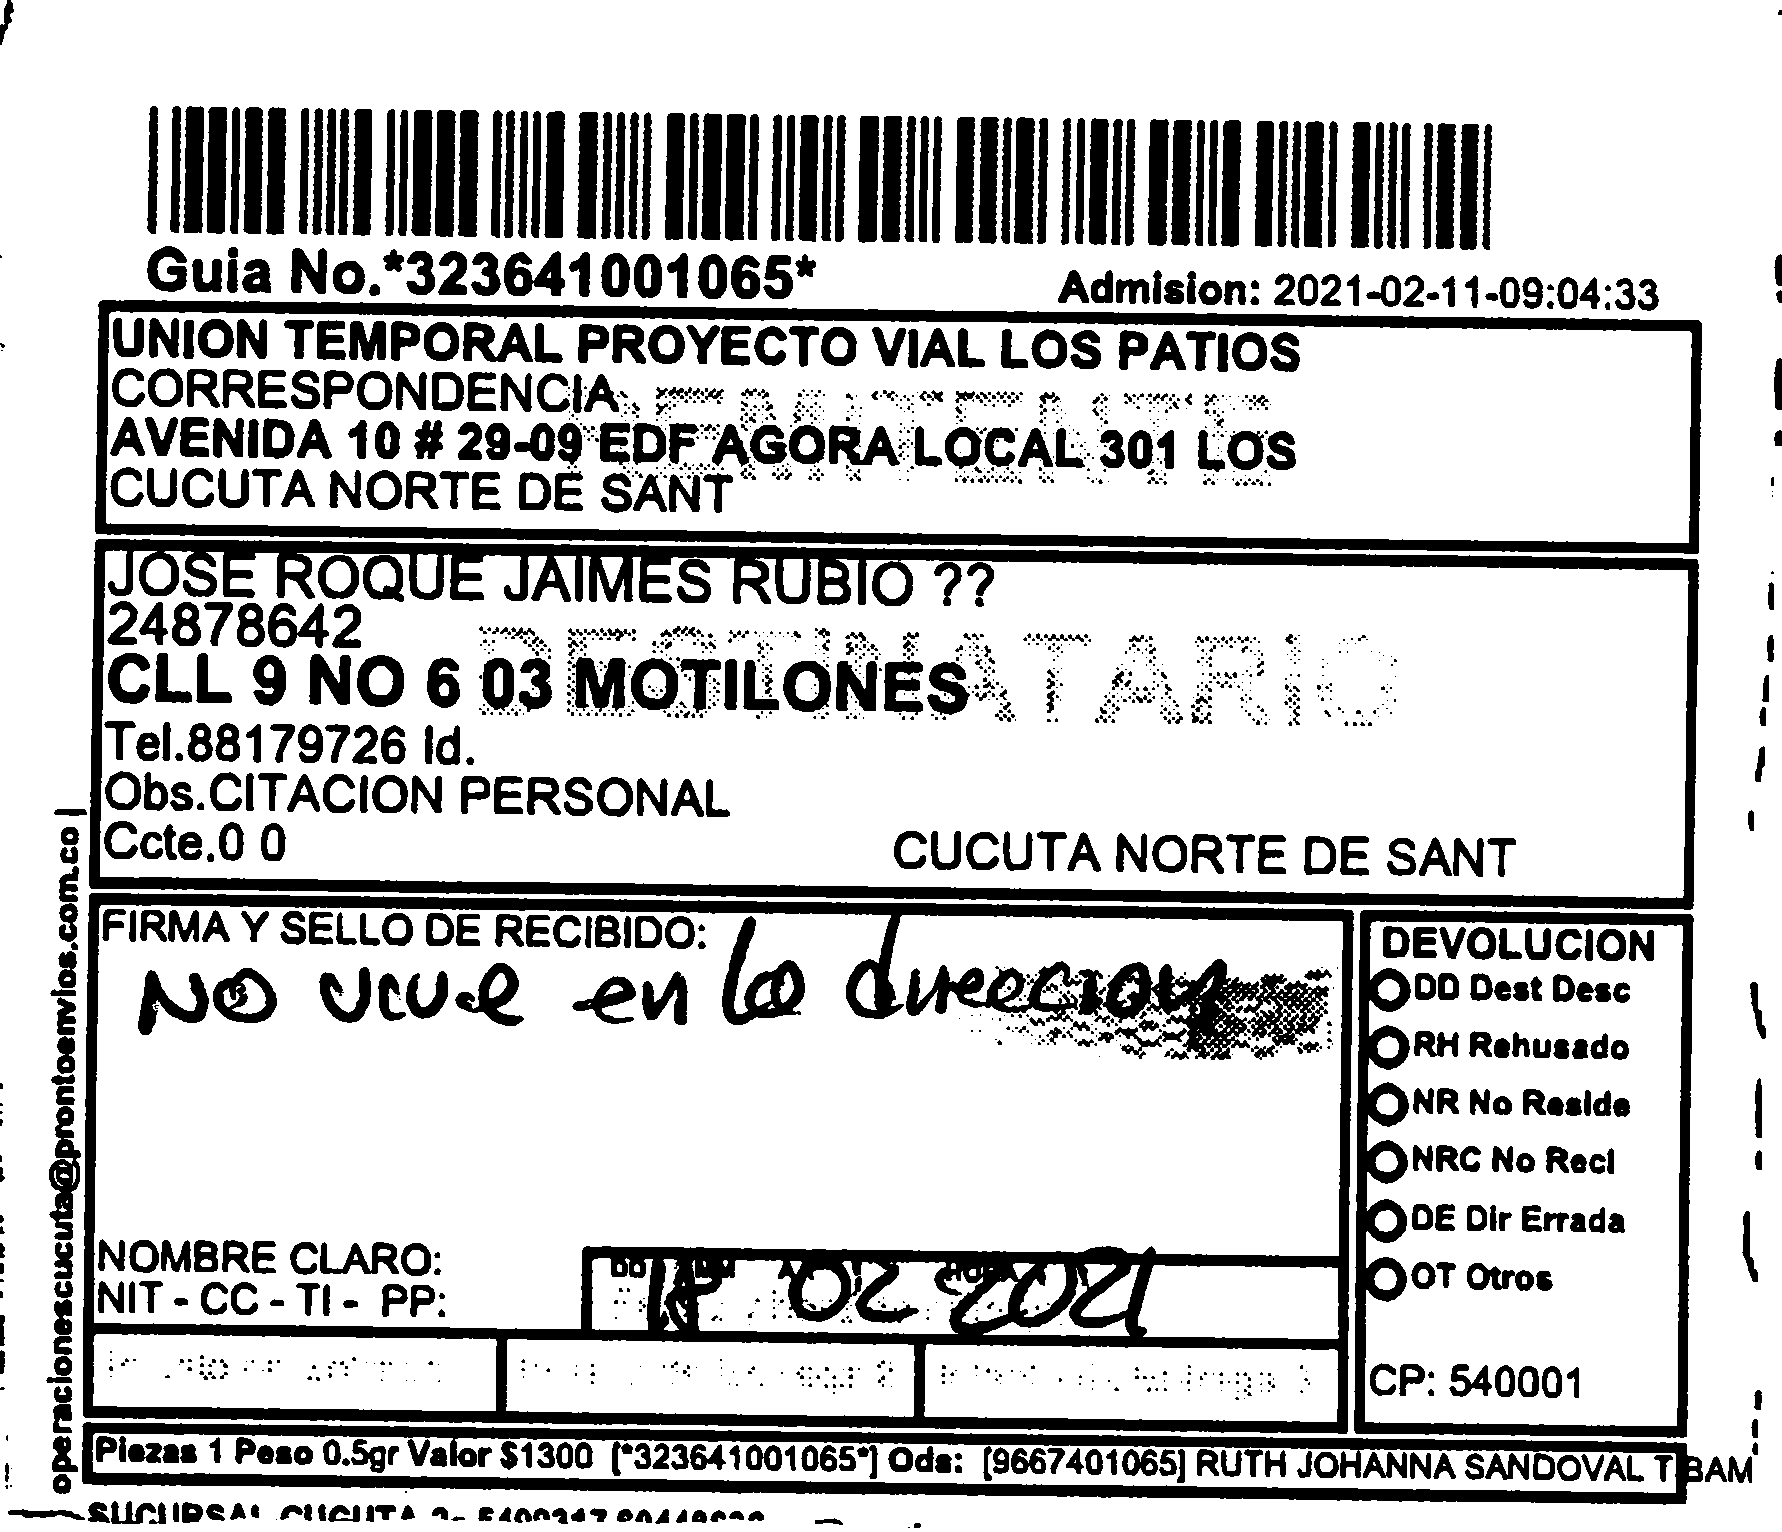 Guia No.*323641001065*
Admision: 2021-02-11-09:04:33
UNION TEMPORAL PROYECTO VIAL LOS PATIOS
CORRESPONDENCIA
REMITENTE
AVENIDA 10 # 29-09 EDF AGORA LOCAL 301 LOS
CUCUTA NORTE DE SANT
JOSE ROQUE JAIMES RUBIO ??
24878642
DESTINATARIO
CLL 9 NO 6 03 MOTILONES
Tel.88179726 Id.
Obs.CITACION PERSONAL
Ccte.0 0
CUCUTA NORTE DE SANT
operacionescucuta@prontoenvios.com.co |
FIRMA Y SELLO DE RECIBIDO:
No vive en la direccion
NOMBRE CLARO:
NIT - CC - TI - PP:
02 2021
DEVOLUCION
DD Dest Desc
RH Rehusado
NR No Reside
NRC No Reci
DE Dir Errada
OT Otros
CP: 540001
Piezas 1 Peso 0.5gr Valor $1300 [*323641001065*] Ods: [9667401065] RUTH JOHANNA SANDOVAL TIBAM
SUCURSAL CUCUTA